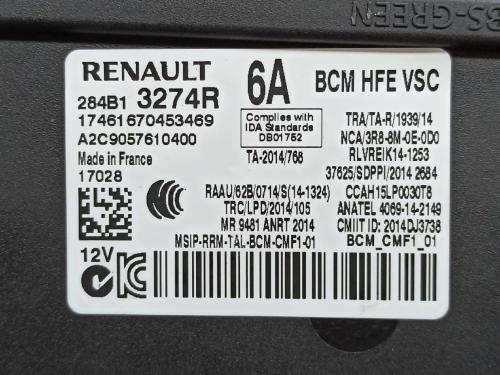 BS-GREEN
RENAULT 6A BCM HFE VSC
284B1 3274R
17461670453469
A2C9057610400
Made in France
17028
12V
Complies with
IDA Standards
DB01752
TA-2014/768
TRA/TA-R/1939/14
NCA/3R8-8M-0E-0D0
RLVREIK14-1253
37625/SDPPI/2014 2684
RAAU/62B/0714/S(14-1324) CCAH15LP0030T8
TRC/LPD/2014/105 ANATEL 4069-14-2149
MR 9481 ANRT 2014 CMIIT ID: 2014DJ3738
MSIP-RRM-TAL-BCM-CMF1-01 BCM_CMF1_01